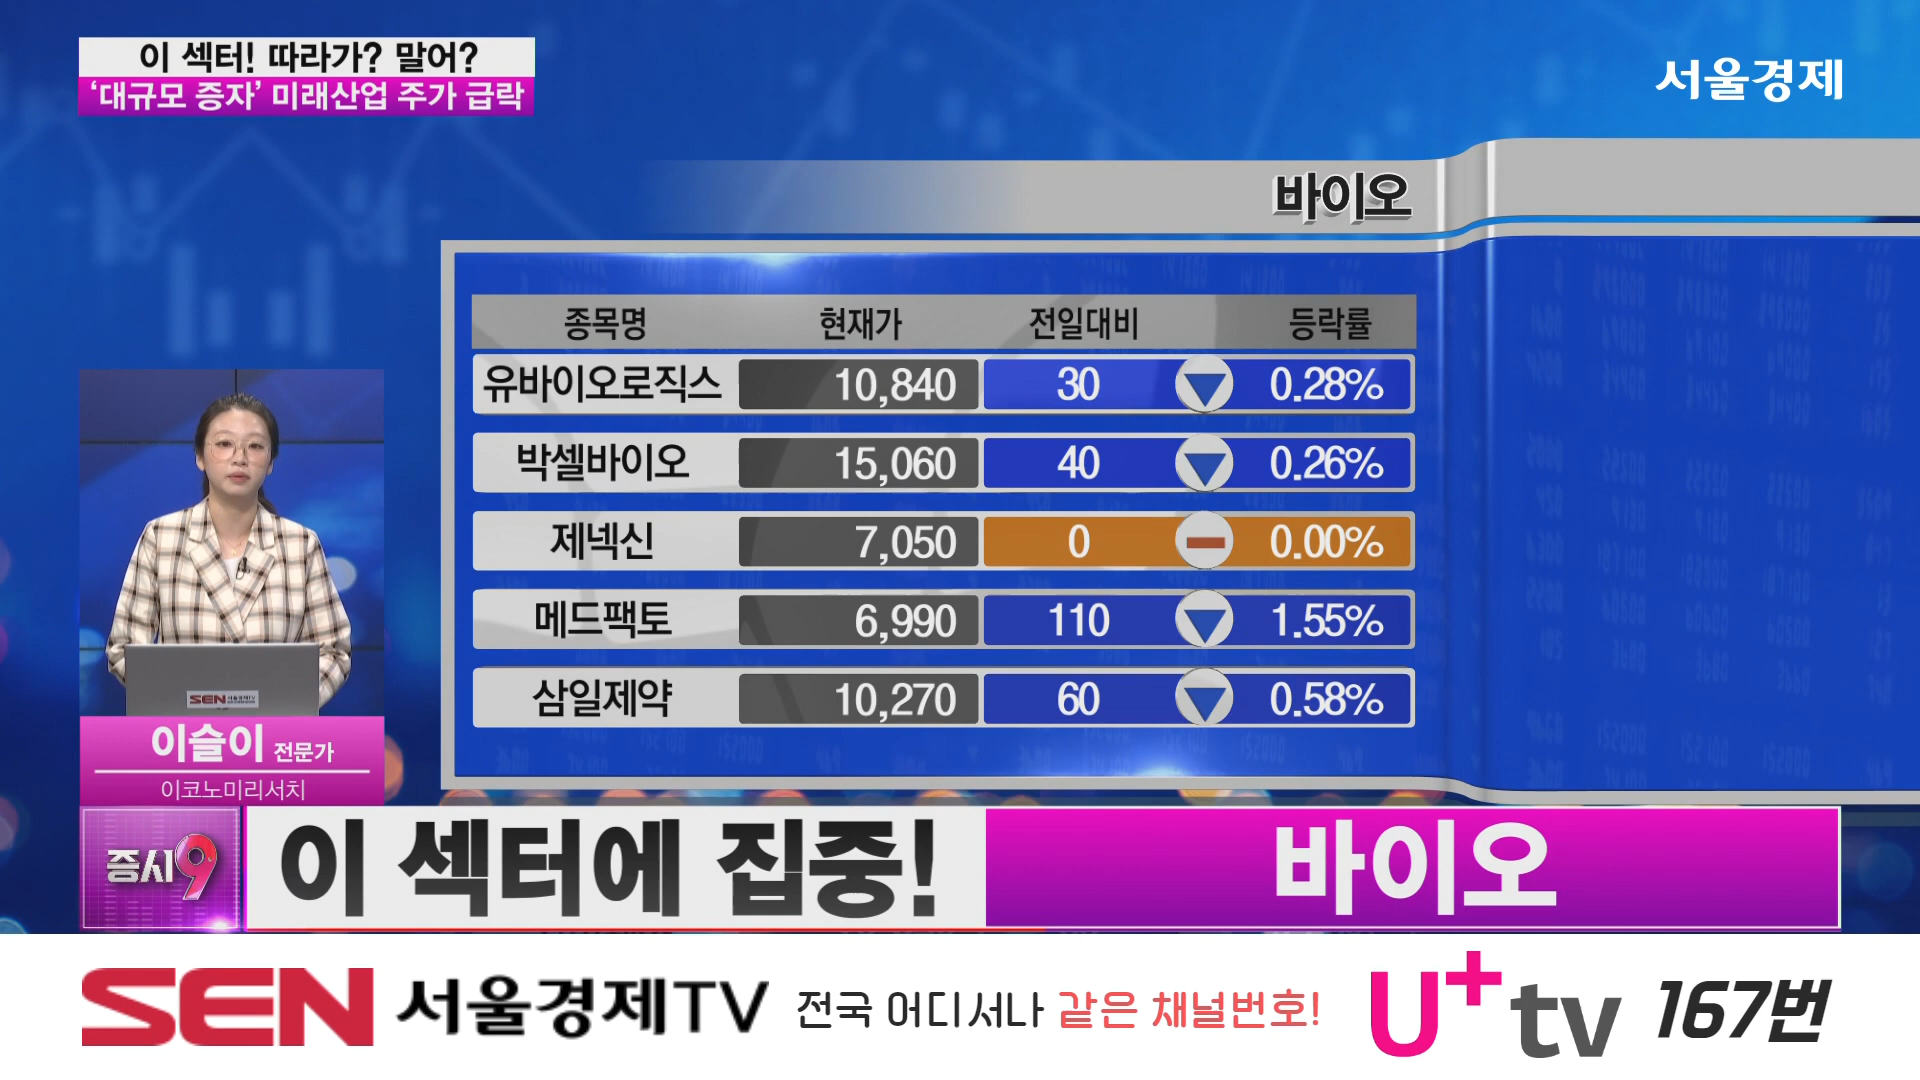 이 섹터! 따라가? 말어?
‘대규모 증자’ 미래산업 주가 급락
서울경제
바이오
종목명 현재가 전일대비 등락률
유바이오로직스 10,840 30 ▼ 0.28%
박셀바이오 15,060 40 ▼ 0.26%
제넥신 7,050 0 − 0.00%
메드팩토 6,990 110 ▼ 1.55%
삼일제약 10,270 60 ▼ 0.58%
SEN 서울경제TV
이슬이 전문가
이코노미리서치
증시9
이 섹터에 집중! 바이오
SEN 서울경제TV 전국 어디서나 같은 채널번호! U+tv 167번